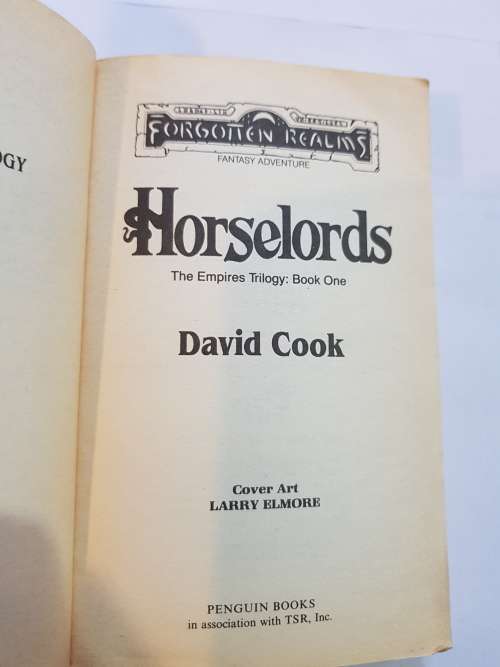 OGY
FORGOTTEN REALMS
FANTASY ADVENTURE
Horselords
The Empires Trilogy: Book One
David Cook
Cover Art
LARRY ELMORE
PENGUIN BOOKS
in association with TSR, Inc.